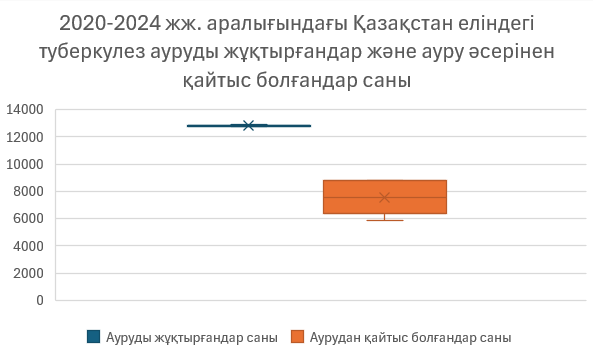 2020-2024 жж. аралығындағы Қазақстан еліндегі
туберкулез ауруды жұқтырғандар және ауру әсерінен
қайтыс болғандар саны
14000
12000
10000
8000
6000
4000
2000
0
Ауруды жұқтырғандар саны
Аурудан қайтыс болғандар саны